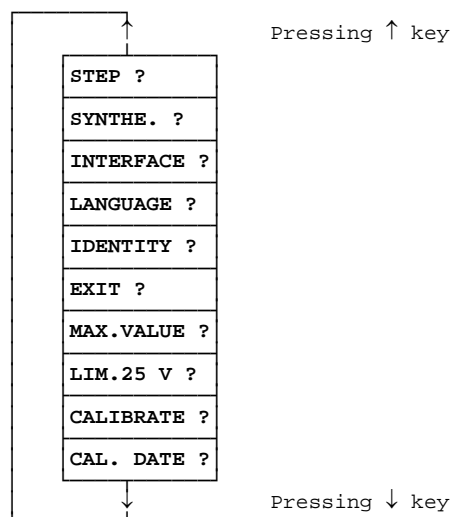 Pressing ↑ key
STEP ?
SYNTHE. ?
INTERFACE ?
LANGUAGE ?
IDENTITY ?
EXIT ?
MAX.VALUE ?
LIM.25 V ?
CALIBRATE ?
CAL. DATE ?
Pressing ↓ key